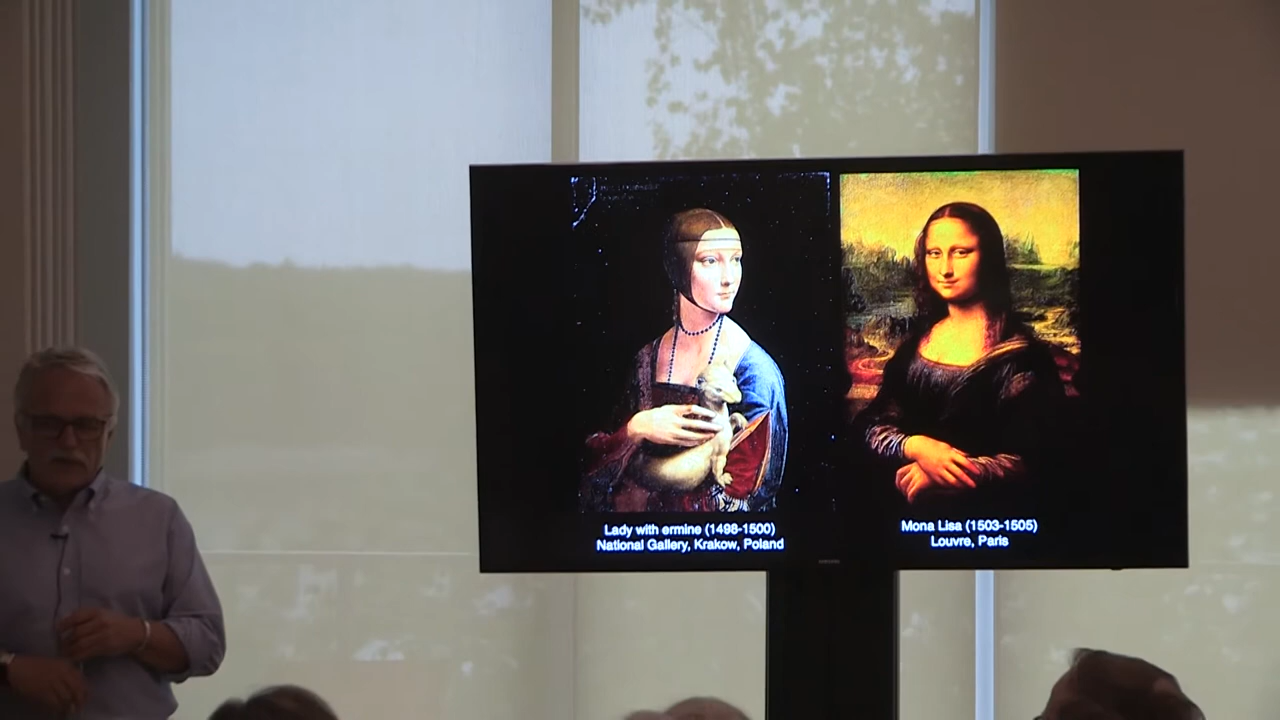 Lady with ermine (1498-1500)
National Gallery, Krakow, Poland
Mona Lisa (1503-1505)
Louvre, Paris